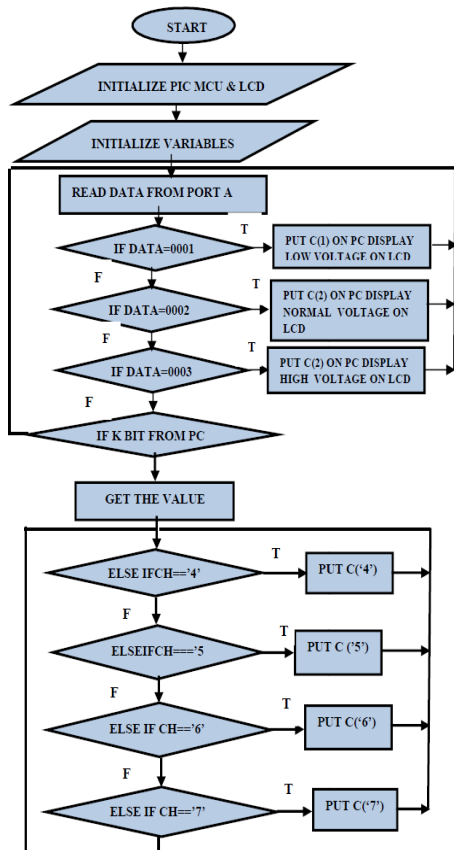 START
INITIALIZE PIC MCU & LCD
INITIALIZE VARIABLES
READ DATA FROM PORT A
T
IF DATA=0001
PUT C(1) ON PC DISPLAY
LOW VOLTAGE ON LCD
F
T
IF DATA=0002
PUT C(2) ON PC DISPLAY
NORMAL VOLTAGE ON
LCD
F
T
IF DATA=0003
PUT C(2) ON PC DISPLAY
HIGH VOLTAGE ON LCD
F
IF K BIT FROM PC
GET THE VALUE
T
ELSE IFCH=='4'
PUT C('4')
F
T
ELSEIFCH==='5
PUT C ('5')
F
T
ELSE IF CH=='6'
PUT C('6')
F
T
ELSE IF CH=='7'
PUT C('7')